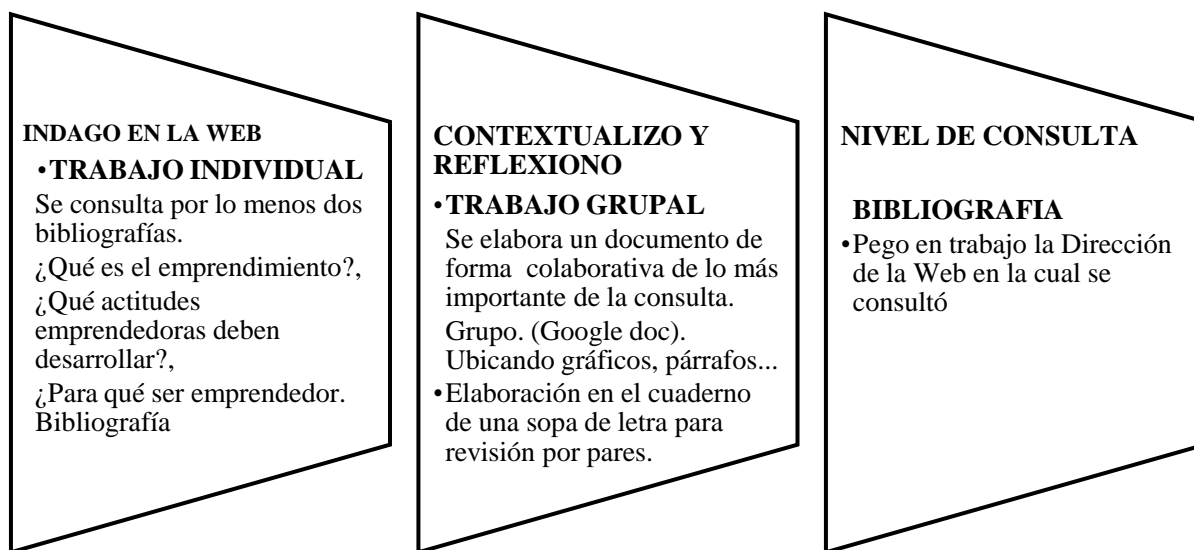 INDAGO EN LA WEB
•TRABAJO INDIVIDUAL
Se consulta por lo menos dos
bibliografías.
¿Qué es el emprendimiento?,
¿Qué actitudes
emprendedoras deben
desarrollar?,
¿Para qué ser emprendedor.
Bibliografía
CONTEXTUALIZO Y
REFLEXIONO
•TRABAJO GRUPAL
Se elabora un documento de
forma colaborativa de lo más
importante de la consulta.
Grupo. (Google doc).
Ubicando gráficos, párrafos...
•Elaboración en el cuaderno
de una sopa de letra para
revisión por pares.
NIVEL DE CONSULTA
BIBLIOGRAFIA
•Pego en trabajo la Dirección
de la Web en la cual se
consultó